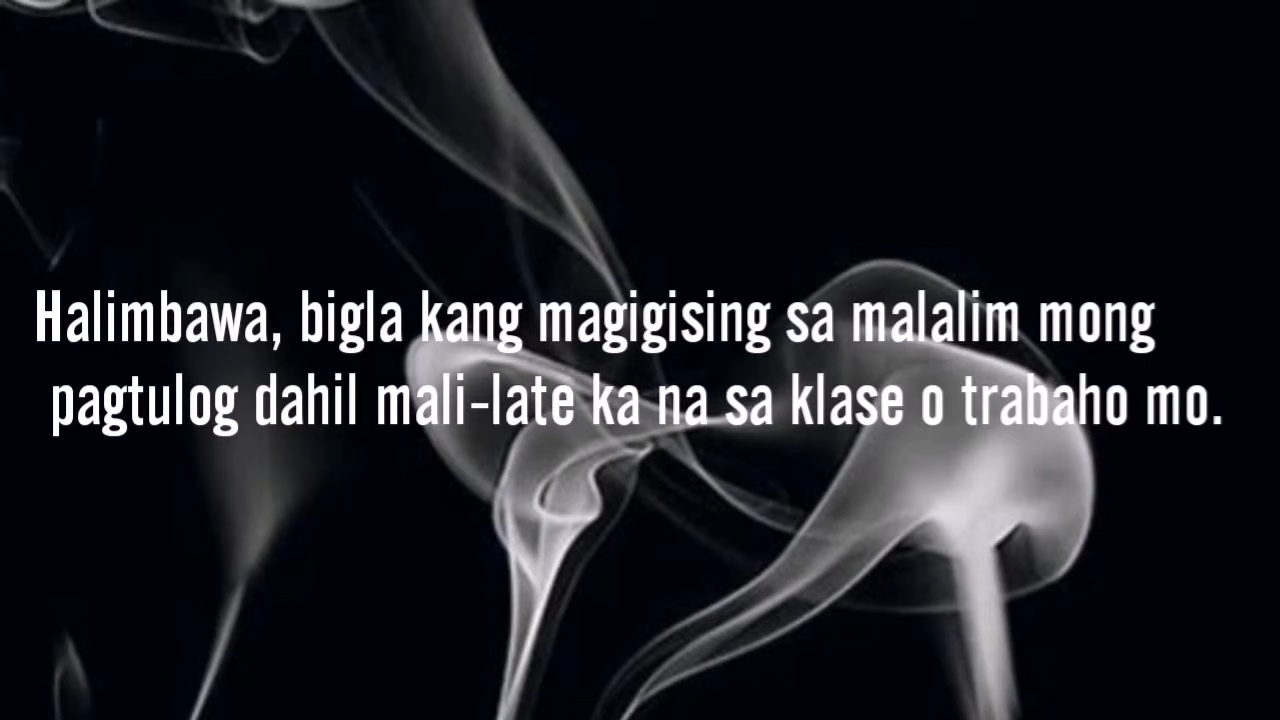 Halimbawa, bigla kang magigising sa malalim mong
pagtulog dahil mali-late ka na sa klase o trabaho mo.